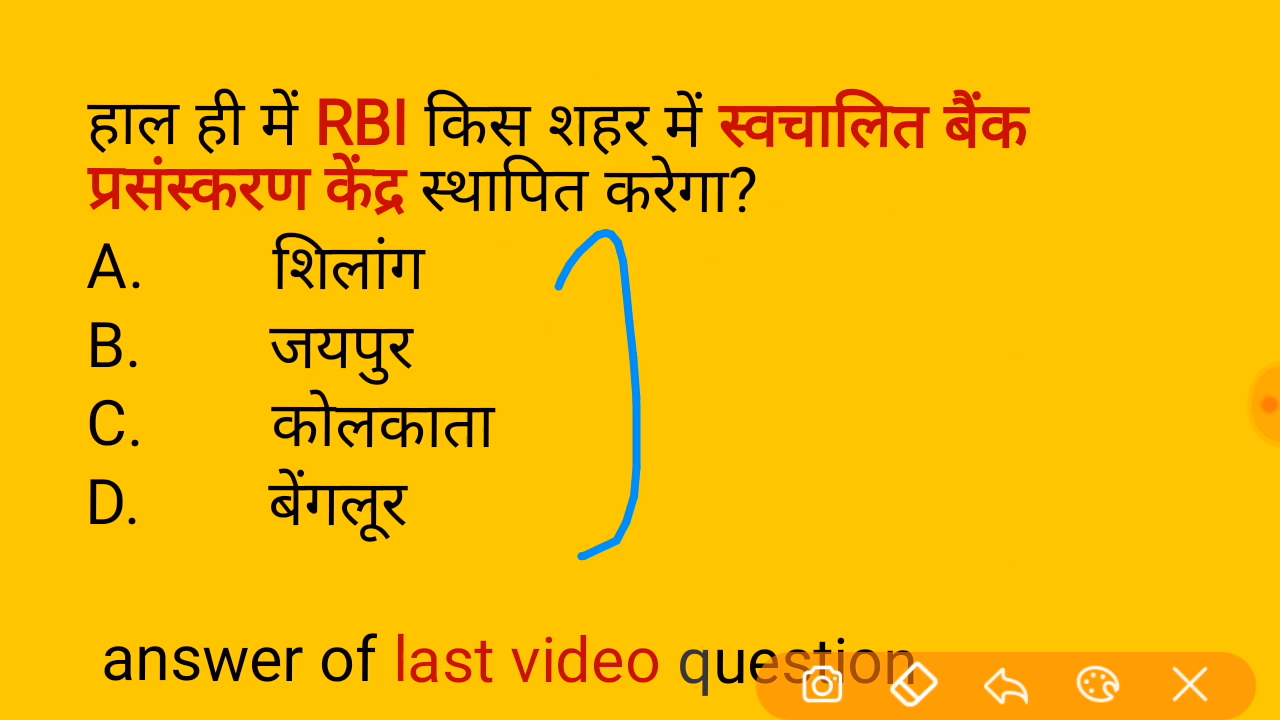 हाल ही में RBI किस शहर में स्वचालित बैंक
प्रसंस्करण केंद्र स्थापित करेगा?
A. शिलांग
B. जयपुर
C. कोलकाता
D. बेंगलूर
answer of last video question